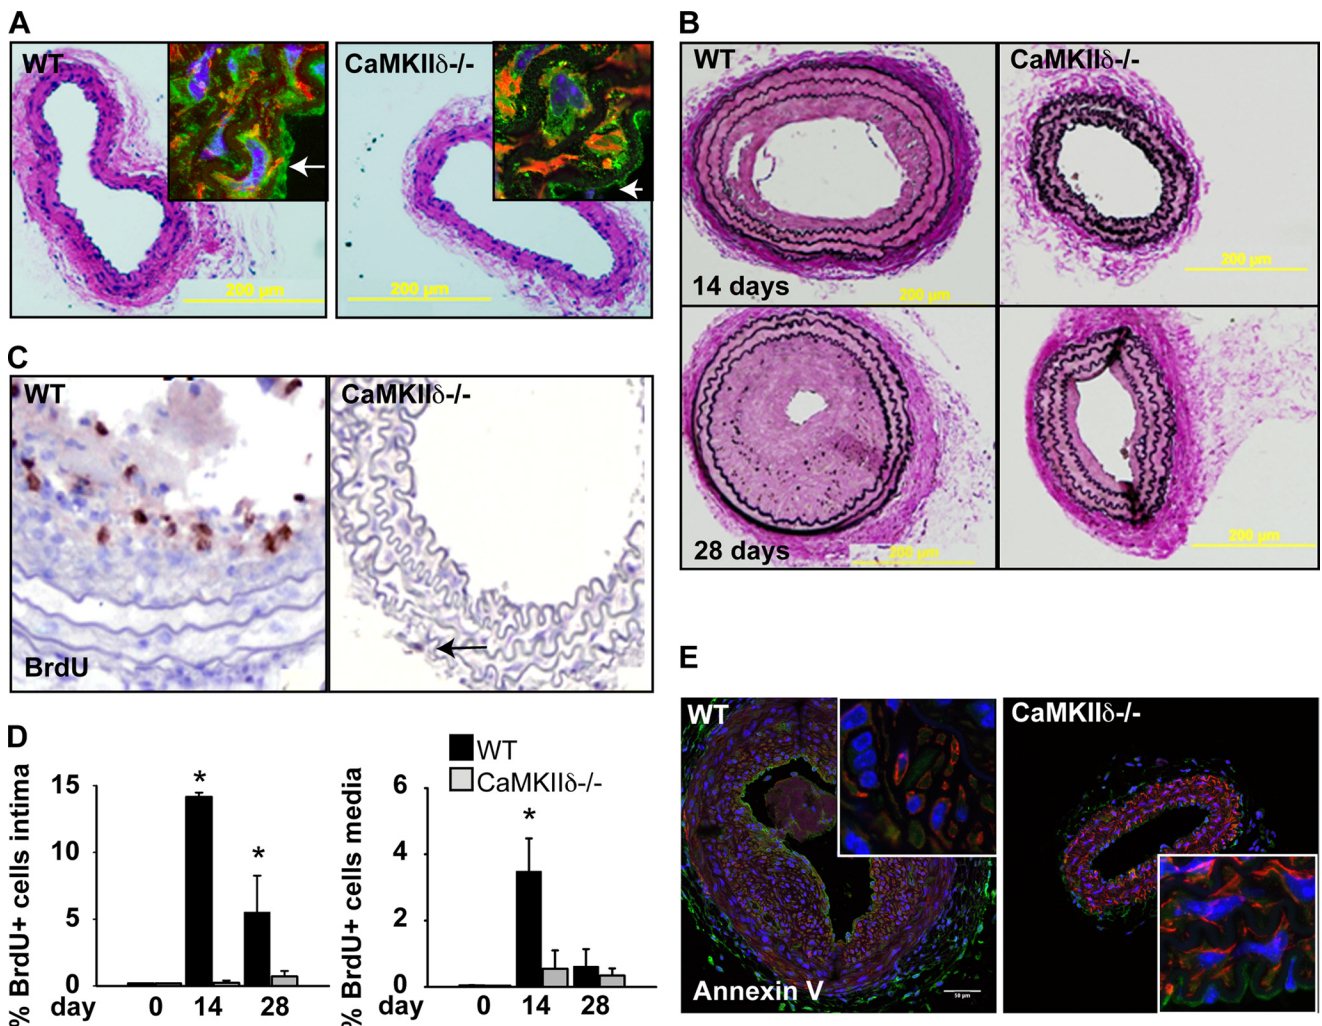 A
WT
CaMKIIδ-/-
200 µm
200 µm
B
WT
CaMKIIδ-/-
14 days
200 µm
200 µm
28 days
200 µm
200 µm
C
WT
CaMKIIδ-/-
BrdU
D
WT
CaMKIIδ-/-
% BrdU+ cells intima
15
10
5
0
*
*
day 0 14 28
% BrdU+ cells media
6
4
2
0
*
0 14 28
day
E
WT
CaMKIIδ-/-
Annexin V
50 µm